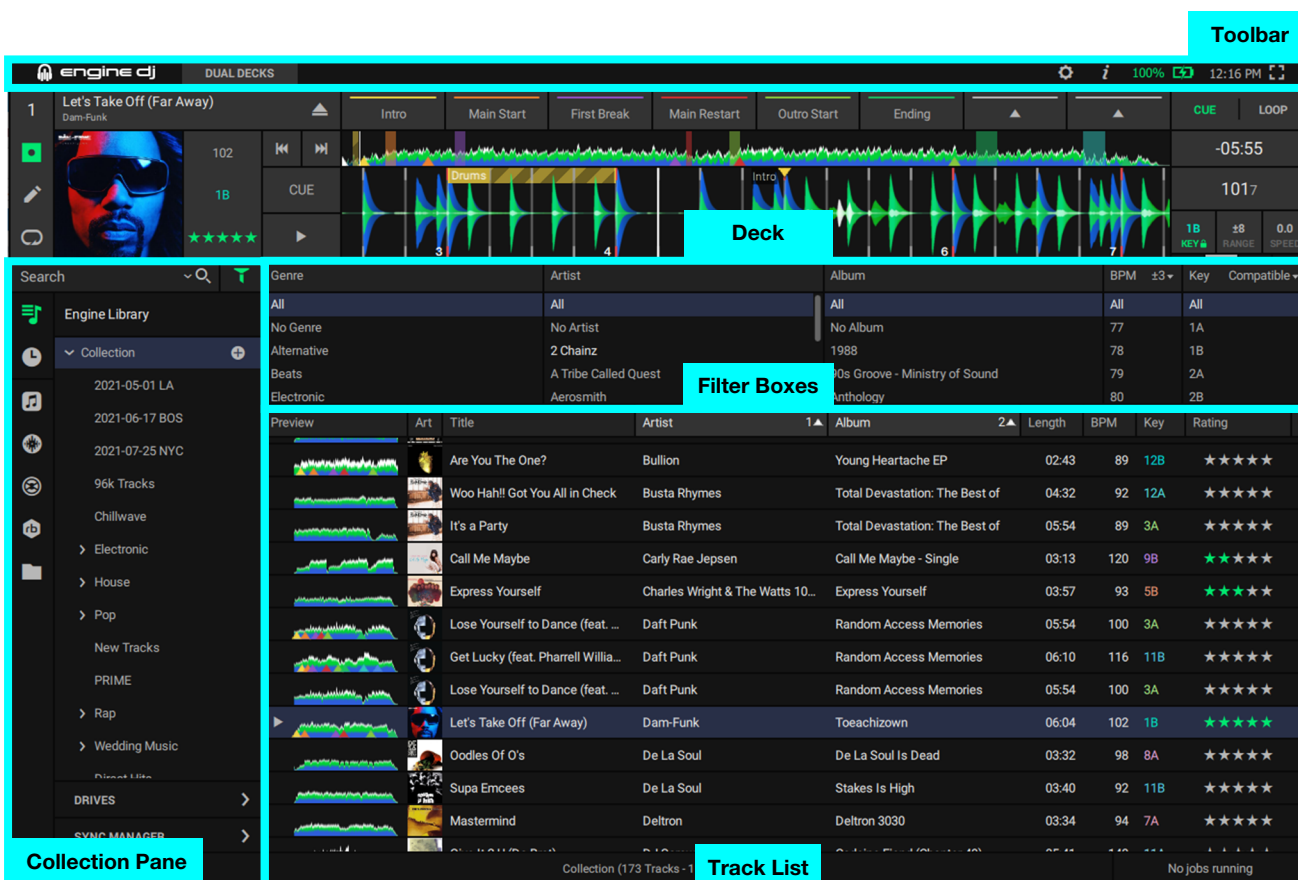 Toolbar
engine dj DUAL DECKS 100% 12:16 PM
1 Let's Take Off (Far Away) Intro Main Start First Break Main Restart Outro Start Ending CUE LOOP
Dam-Funk
102 -05:55
1B CUE Drums Intro 1017
3 4 6 7
Deck
1B ±8 0.0
KEY RANGE SPEED
Search Genre Artist Album BPM ±3 Key Compatible
Engine Library All All All All All
No Genre No Artist No Album 77 1A
Collection Alternative 2 Chainz 1988 78 1B
Beats A Tribe Called Quest 90s Groove - Ministry of Sound 79 2A
Filter Boxes
Electronic Aerosmith Anthology 80 2B
2021-05-01 LA
2021-06-17 BOS
2021-07-25 NYC
96k Tracks
Chillwave
Electronic
House
Pop
New Tracks
PRIME
Rap
Wedding Music
Direct Hits
DRIVES
SYNC MANAGER
Collection Pane
Preview Art Title Artist 1 Album 2 Length BPM Key Rating
Are You The One? Bullion Young Heartache EP 02:43 89 12B
Woo Hah!! Got You All in Check Busta Rhymes Total Devastation: The Best of 04:32 92 12A
It's a Party Busta Rhymes Total Devastation: The Best of 05:54 89 3A
Call Me Maybe Carly Rae Jepsen Call Me Maybe - Single 03:13 120 9B
Express Yourself Charles Wright & The Watts 10... Express Yourself 03:57 93 5B
Lose Yourself to Dance (feat. ... Daft Punk Random Access Memories 05:54 100 3A
Get Lucky (feat. Pharrell Willia... Daft Punk Random Access Memories 06:10 116 11B
Lose Yourself to Dance (feat. ... Daft Punk Random Access Memories 05:54 100 3A
Let's Take Off (Far Away) Dam-Funk Toeachizown 06:04 102 1B
Oodles Of O's De La Soul De La Soul Is Dead 03:32 98 8A
Supa Emcees De La Soul Stakes Is High 03:40 92 11B
Mastermind Deltron Deltron 3030 03:34 94 7A
Collection (173 Tracks - 1 No jobs running
Track List